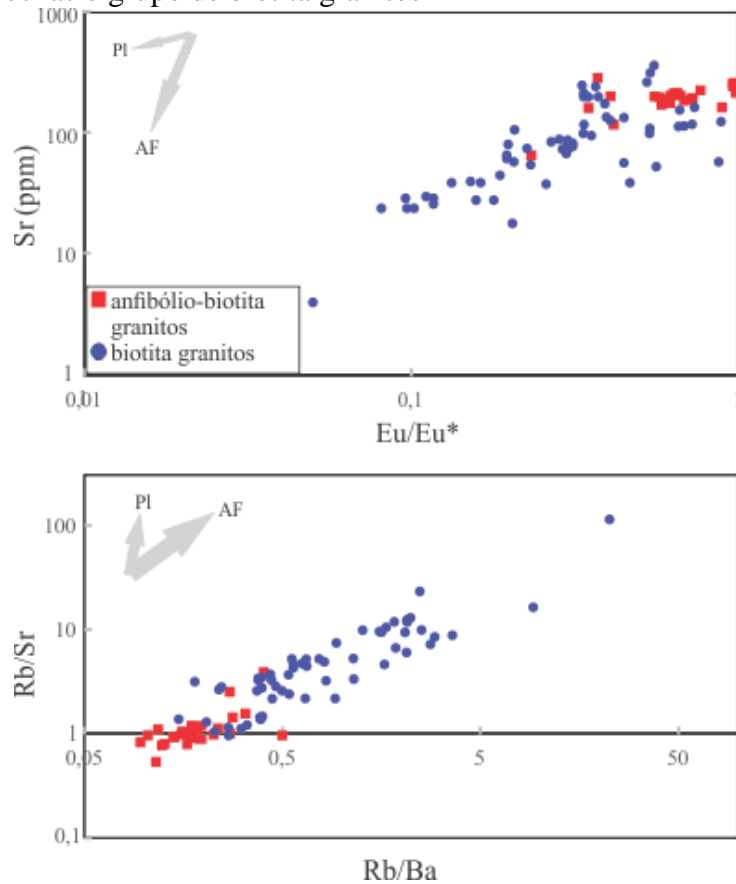 1000
Pl
AF
100
Sr (ppm)
10
anfibólio-biotita
granitos
biotita granitos
1
0,01
0,1
1
Eu/Eu*
Pl
AF
100
10
Rb/Sr
1
0,05
0,5
5
50
0,1
Rb/Ba